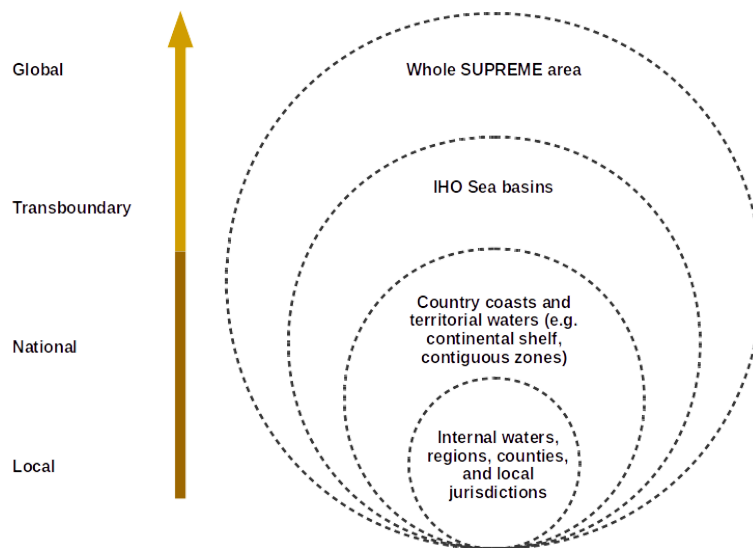 Global
Whole SUPREME area
Transboundary
IHO Sea basins
National
Country coasts and
territorial waters (e.g.
continental shelf,
contiguous zones)
Local
Internal waters,
regions, counties,
and local
jurisdictions